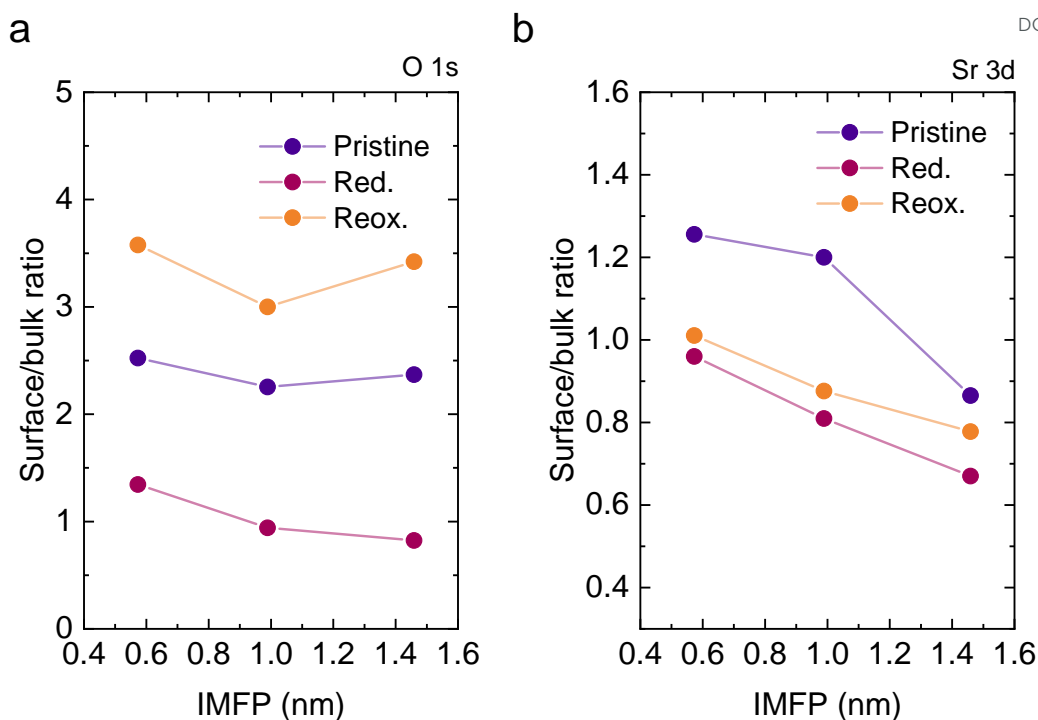 a
O 1s
5
4
3
2
1
0
Surface/bulk ratio
Pristine
Red.
Reox.
0.4 0.6 0.8 1.0 1.2 1.4 1.6
IMFP (nm)
b
DO
Sr 3d
1.6
1.4
1.2
1.0
0.8
0.6
0.4
Surface/bulk ratio
Pristine
Red.
Reox.
0.4 0.6 0.8 1.0 1.2 1.4 1.6
IMFP (nm)